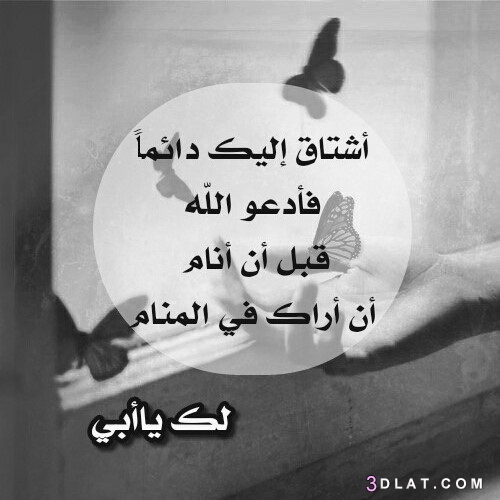 أشتاق إليك دائماً
فأدعو الله
قبل أن أنام
أن أراك في المنام
لك ياأبي
3DLAT.COM